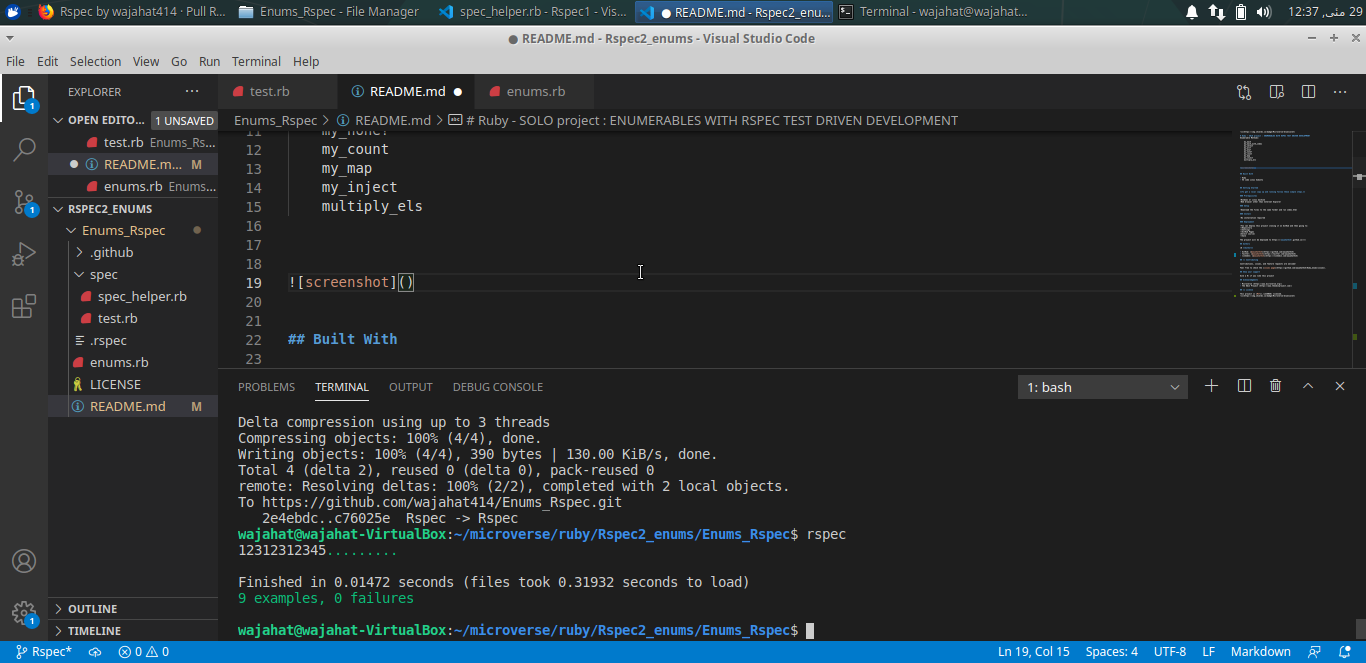 Rspec by wajahat414 · Pull R...
Enums_Rspec - File Manager
spec_helper.rb - Rspec1 - Vis...
● README.md - Rspec2_enu...
Terminal - wajahat@wajahat...
29 مئی, 12:37
● README.md - Rspec2_enums - Visual Studio Code
File Edit Selection View Go Run Terminal Help
EXPLORER ...
test.rb
README.md ●
enums.rb
OPEN EDITO... 1 UNSAVED
Enums_Rspec > README.md > # Ruby - SOLO project : ENUMERABLES WITH RSPEC TEST DRIVEN DEVELOPMENT
test.rb Enums_Rs...
README.m... M
enums.rb Enums...
RSPEC2_ENUMS
Enums_Rspec
.github
spec
spec_helper.rb
test.rb
.rspec
enums.rb
LICENSE
README.md M
OUTLINE
TIMELINE
11 my_none?
12 my_count
13 my_map
14 my_inject
15 multiply_els
16
17
18
19 ![screenshot]()
20
21
22 ## Built With
23
PROBLEMS TERMINAL OUTPUT DEBUG CONSOLE 1: bash
Delta compression using up to 3 threads
Compressing objects: 100% (4/4), done.
Writing objects: 100% (4/4), 390 bytes | 130.00 KiB/s, done.
Total 4 (delta 2), reused 0 (delta 0), pack-reused 0
remote: Resolving deltas: 100% (2/2), completed with 2 local objects.
To https://github.com/wajahat414/Enums_Rspec.git
2e4ebdc..c76025e Rspec -> Rspec
wajahat@wajahat-VirtualBox:~/microverse/ruby/Rspec2_enums/Enums_Rspec$ rspec
12312312345.........
Finished in 0.01472 seconds (files took 0.31932 seconds to load)
9 examples, 0 failures
wajahat@wajahat-VirtualBox:~/microverse/ruby/Rspec2_enums/Enums_Rspec$
1
1
1
Rspec* 0 0 Ln 19, Col 15 Spaces: 4 UTF-8 LF Markdown